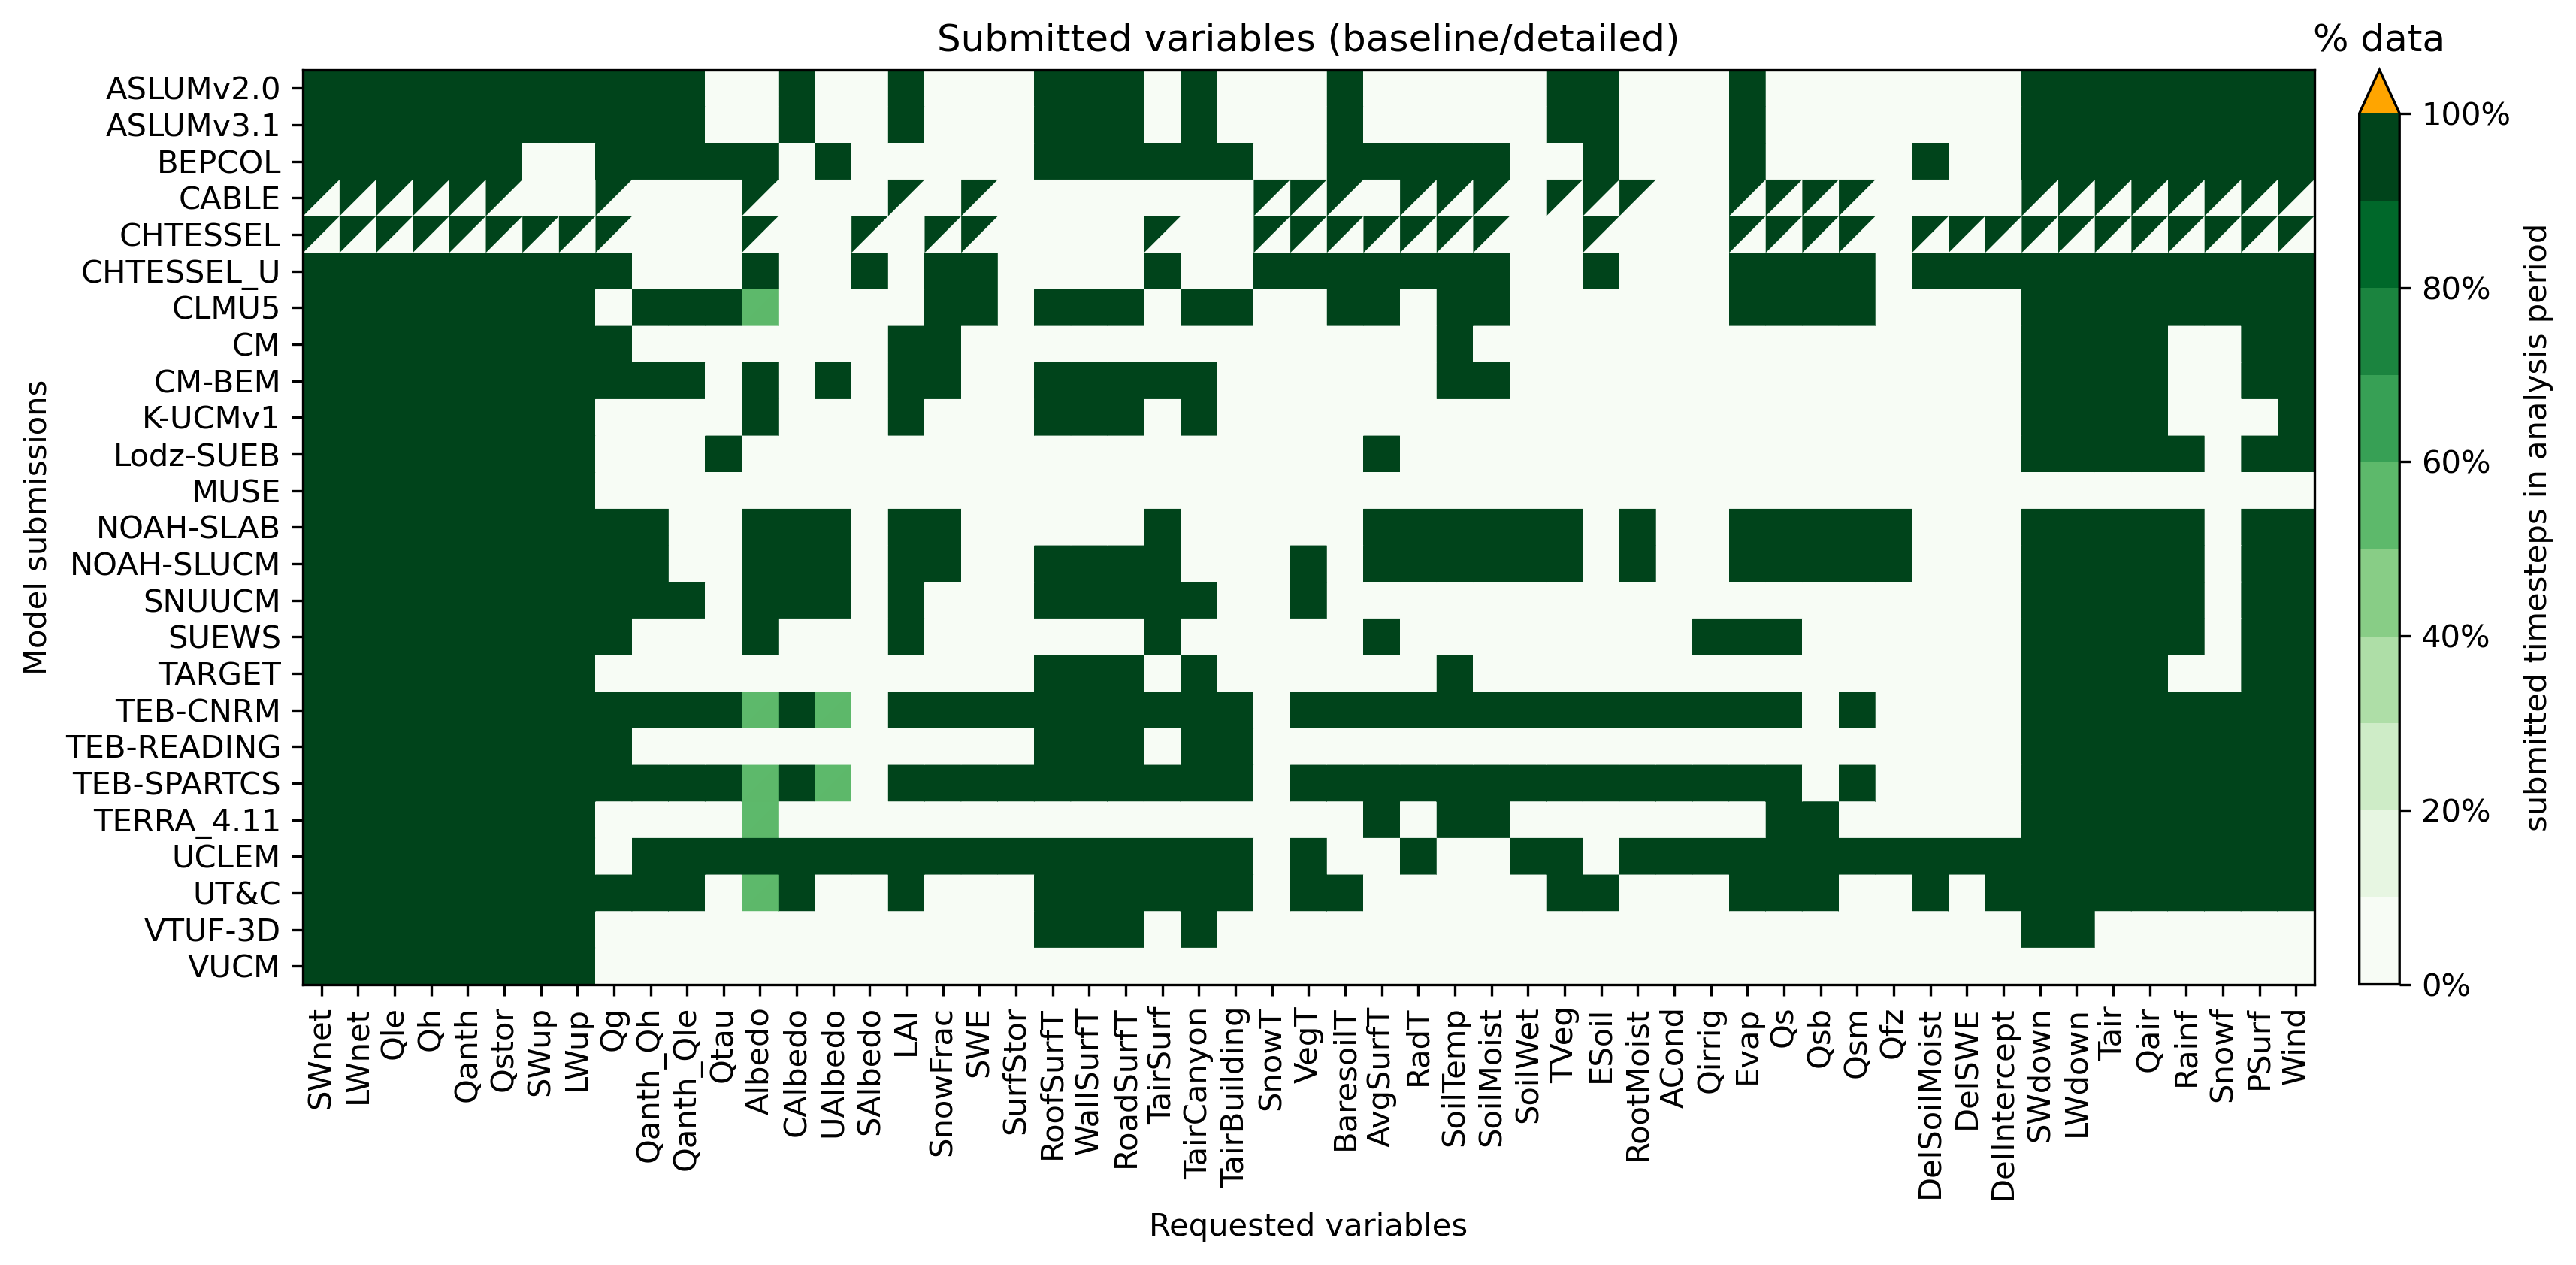 Submitted variables (baseline/detailed)
% data
Model submissions
ASLUMv2.0
ASLUMv3.1
BEPCOL
CABLE
CHTESSEL
CHTESSEL_U
CLMU5
CM
CM-BEM
K-UCMv1
Lodz-SUEB
MUSE
NOAH-SLAB
NOAH-SLUCM
SNUUCM
SUEWS
TARGET
TEB-CNRM
TEB-READING
TEB-SPARTCS
TERRA_4.11
UCLEM
UT&C
VTUF-3D
VUCM
100%
80%
60%
40%
20%
0%
submitted timesteps in analysis period
SWnet
LWnet
Qle
Qh
Qanth
Qstor
SWup
LWup
Qg
Qanth_Qh
Qanth_Qle
Qtau
Albedo
CAlbedo
UAlbedo
SAlbedo
LAI
SnowFrac
SWE
SurfStor
RoofSurfT
WallSurfT
RoadSurfT
TairSurf
TairCanyon
TairBuilding
SnowT
VegT
BaresoilT
AvgSurfT
RadT
SoilTemp
SoilMoist
SoilWet
TVeg
ESoil
RootMoist
ACond
Qirrig
Evap
Qs
Qsb
Qsm
Qfz
DelSoilMoist
DelSWE
DelIntercept
SWdown
LWdown
Tair
Qair
Rainf
Snowf
PSurf
Wind
Requested variables